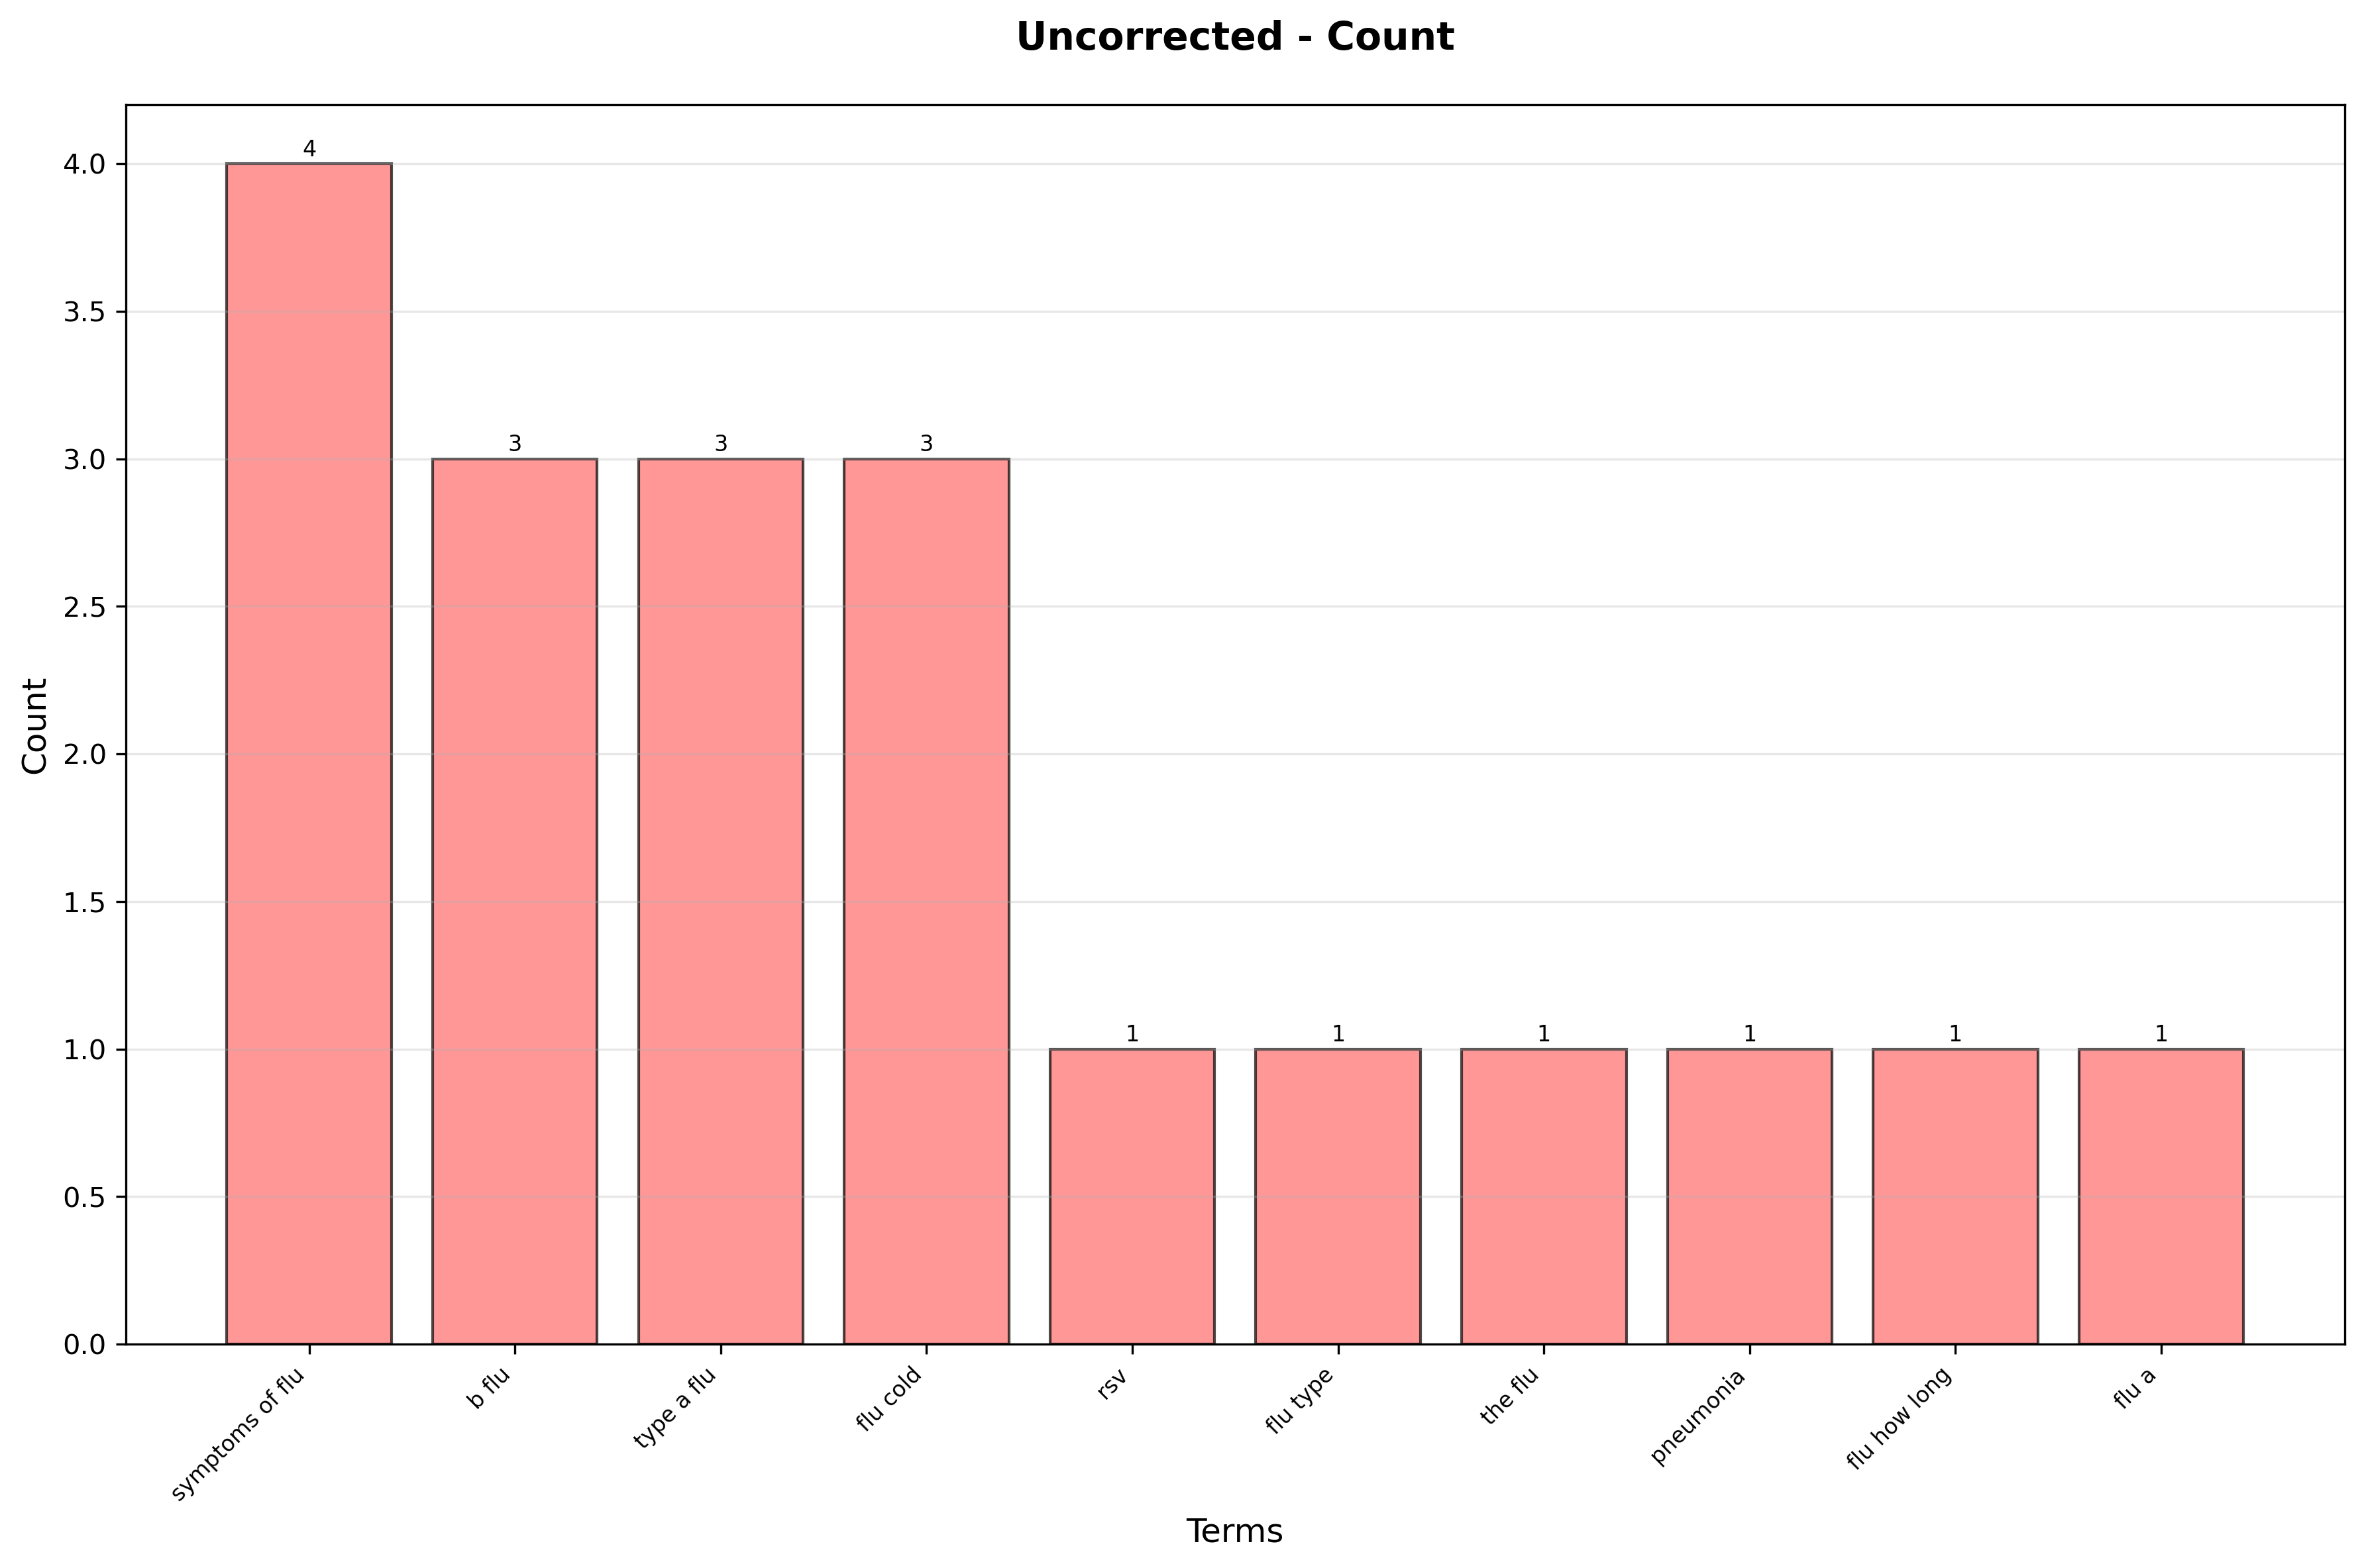 Uncorrected - Count
Count
4.0
3.5
3.0
2.5
2.0
1.5
1.0
0.5
0.0
4
3
3
3
1
1
1
1
1
1
symptoms of flu
b flu
type a flu
flu cold
rsv
flu type
the flu
pneumonia
flu how long
flu a
Terms